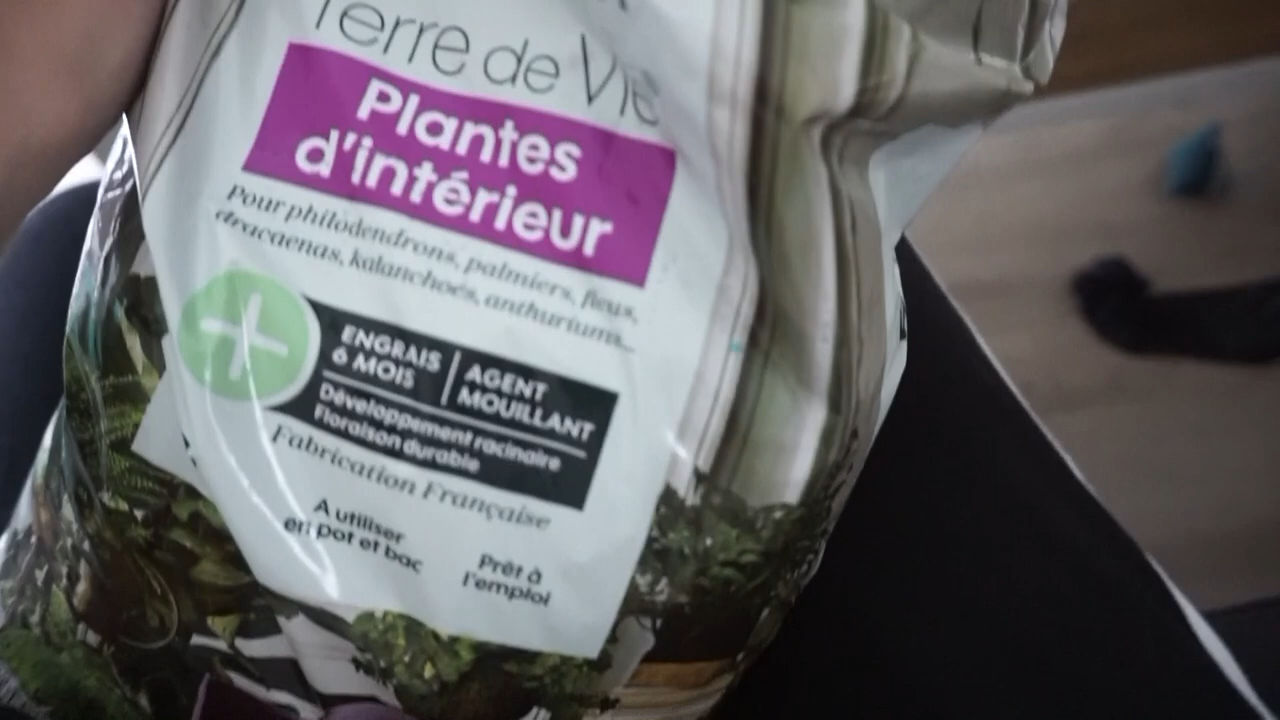 Terre de Vie
Plantes
d'intérieur
Pour philodendrons, palmiers, ficus,
dracaenas, kalanchoës, anthuriums...
ENGRAIS
6 MOIS
AGENT
MOUILLANT
Développement racinaire
Floraison durable
Fabrication Française
A utiliser
en pot et bac
Prêt à
l'emploi